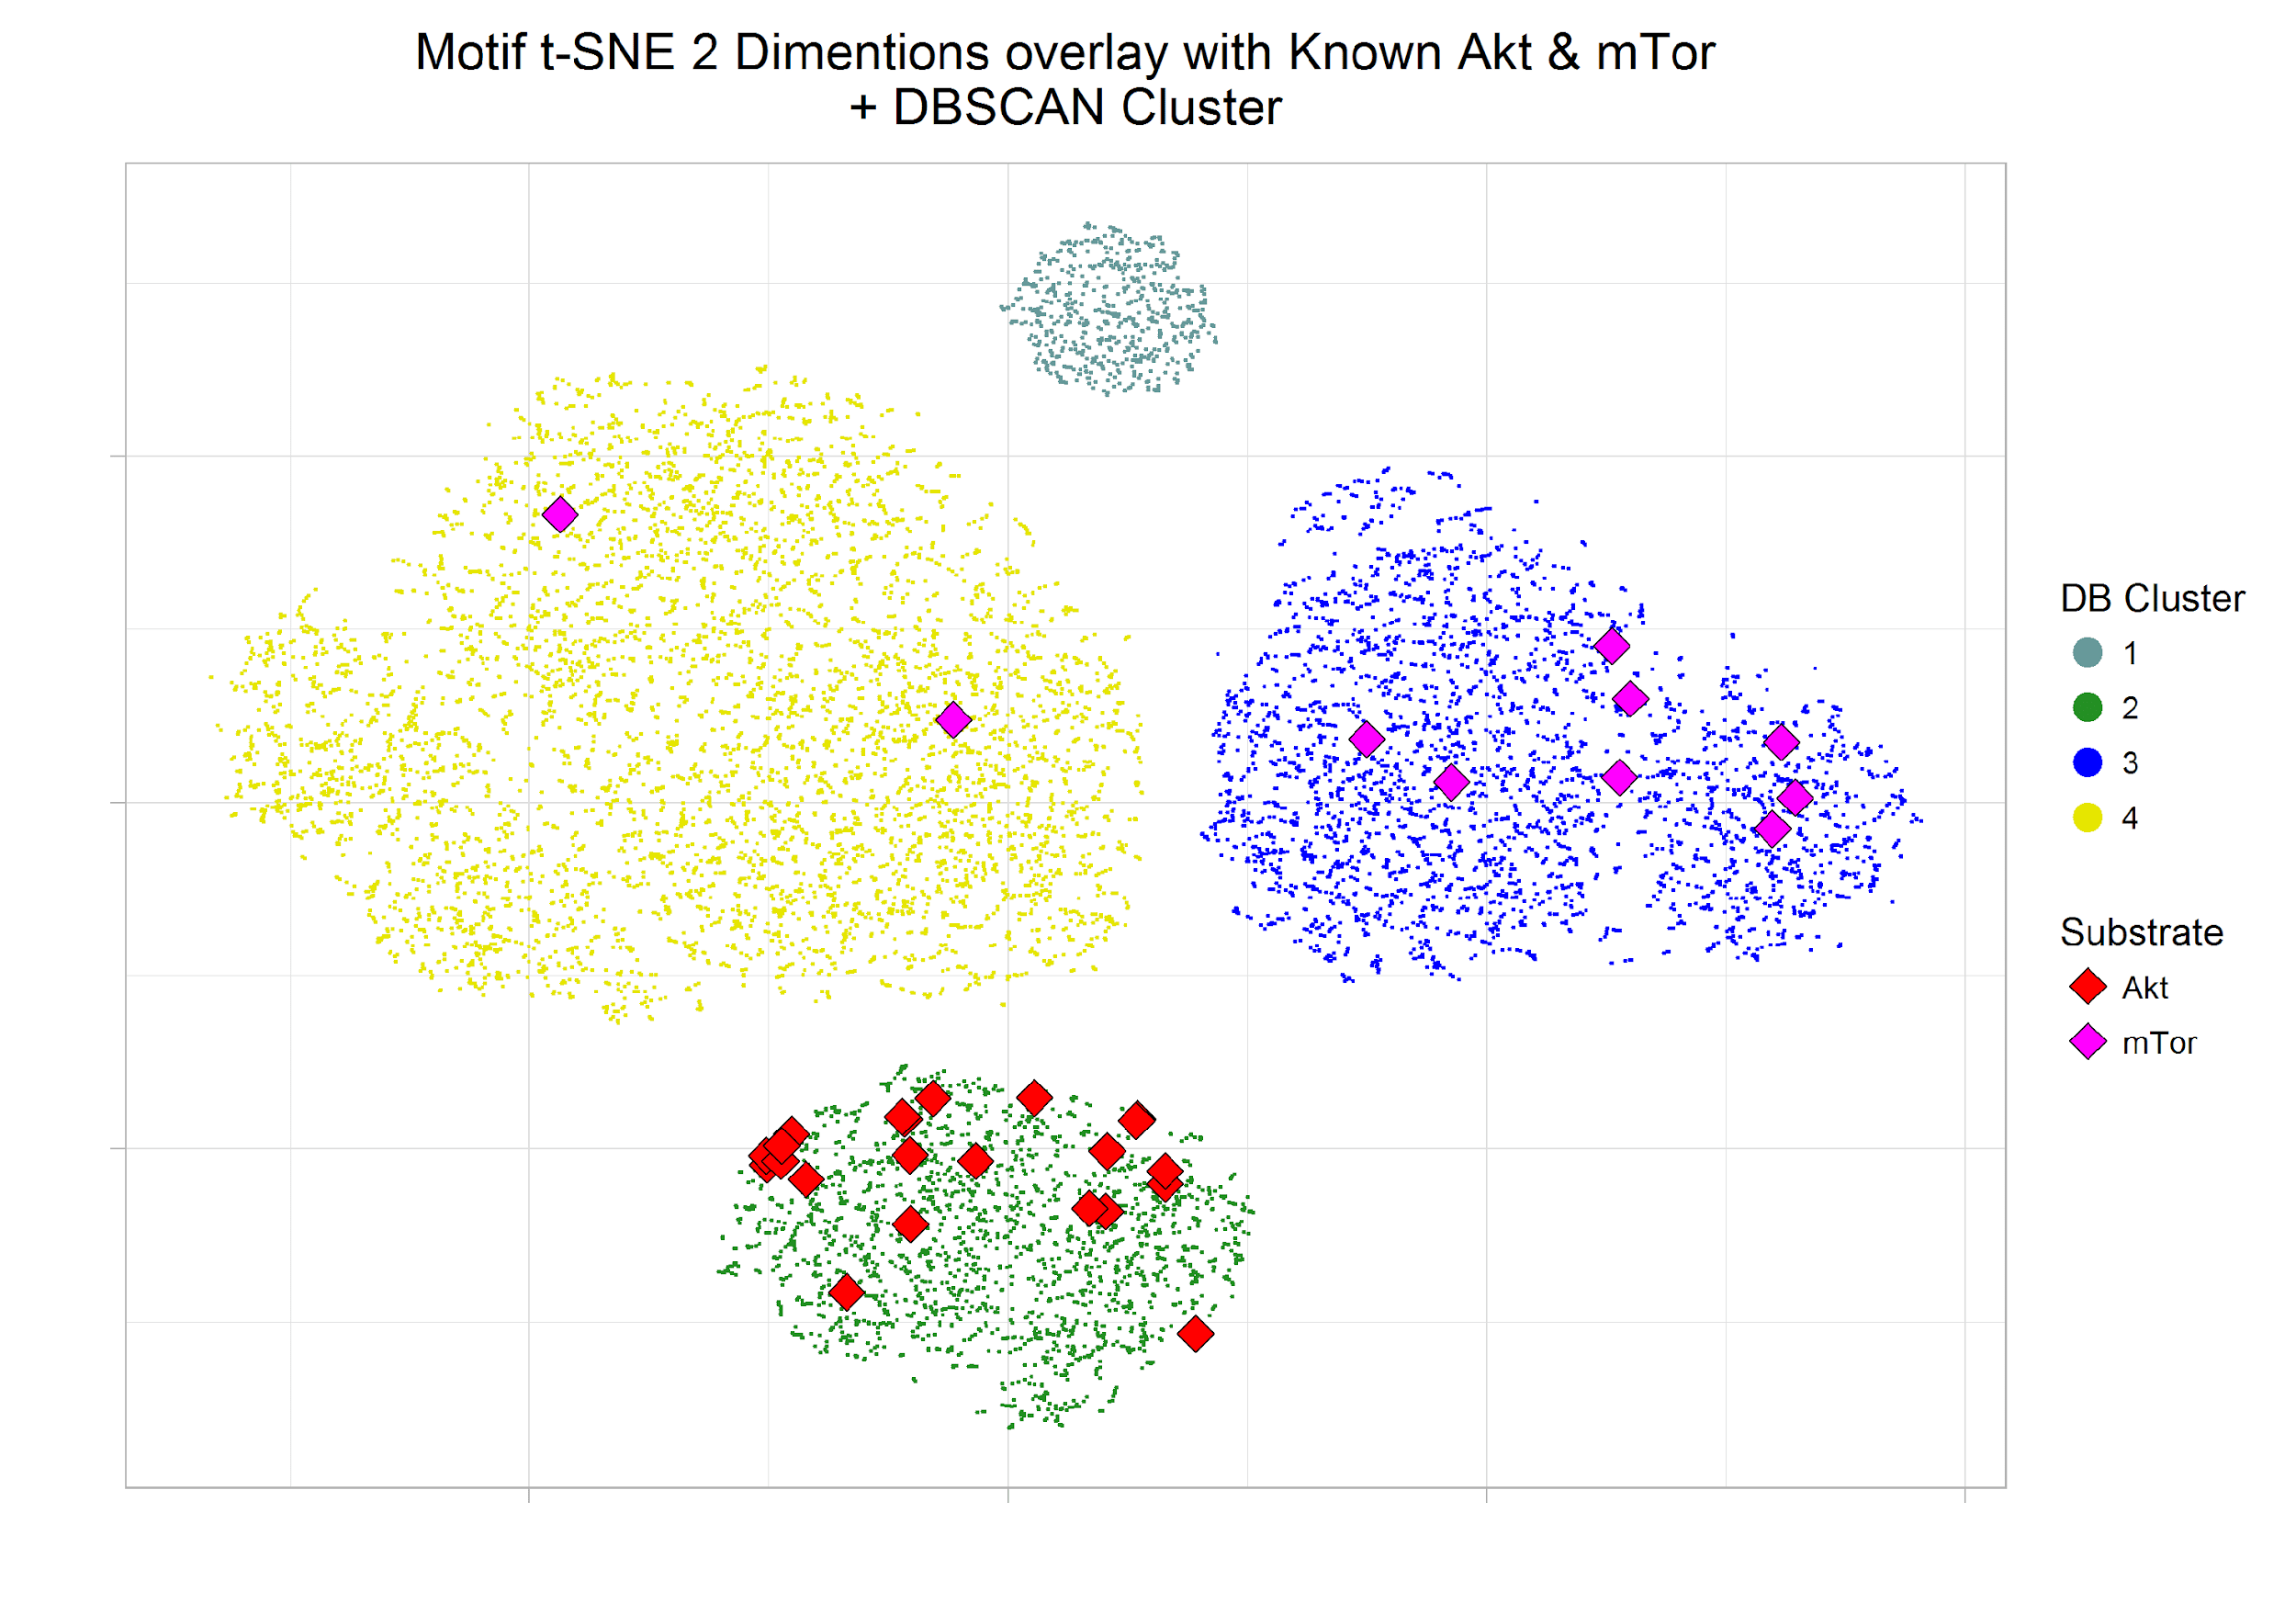 Motif t-SNE 2 Dimentions overlay with Known Akt & mTor
+ DBSCAN Cluster
DB Cluster
1
2
3
4
Substrate
Akt
mTor